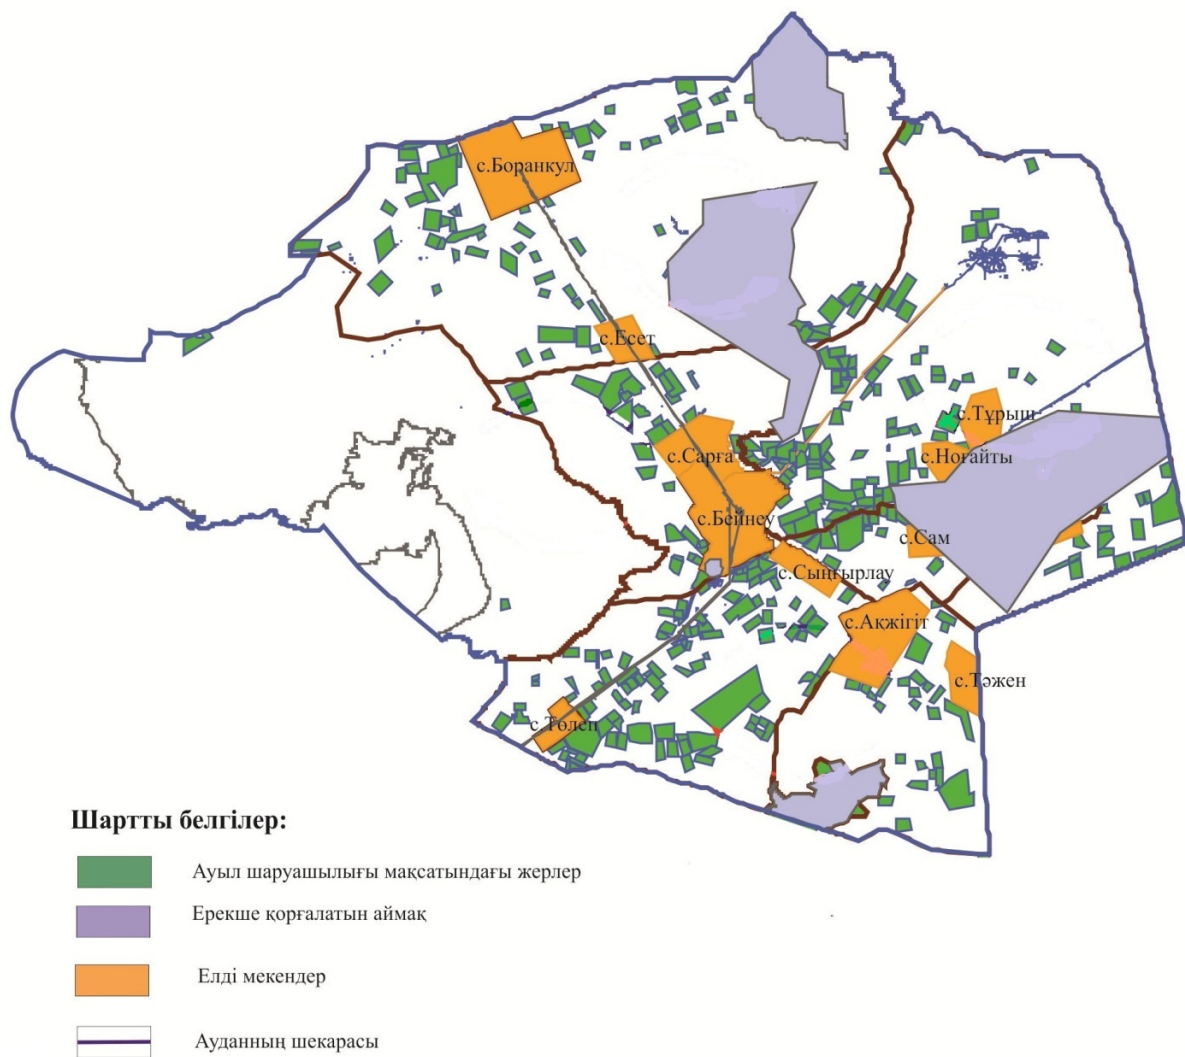 с.Боранкул
с.Есет
с.Тұрыш
с.Сарға
с.Ноғайты
с.Бейнеу
с.Сам
с.Сыңғырлау
с.Ақжігіт
с.Тәжен
с.Төлеп
Шартты белгілер:
Ауыл шаруашылығы мақсатындағы жерлер
Ерекше қорғалатын аймақ
Елді мекендер
Ауданның шекарасы